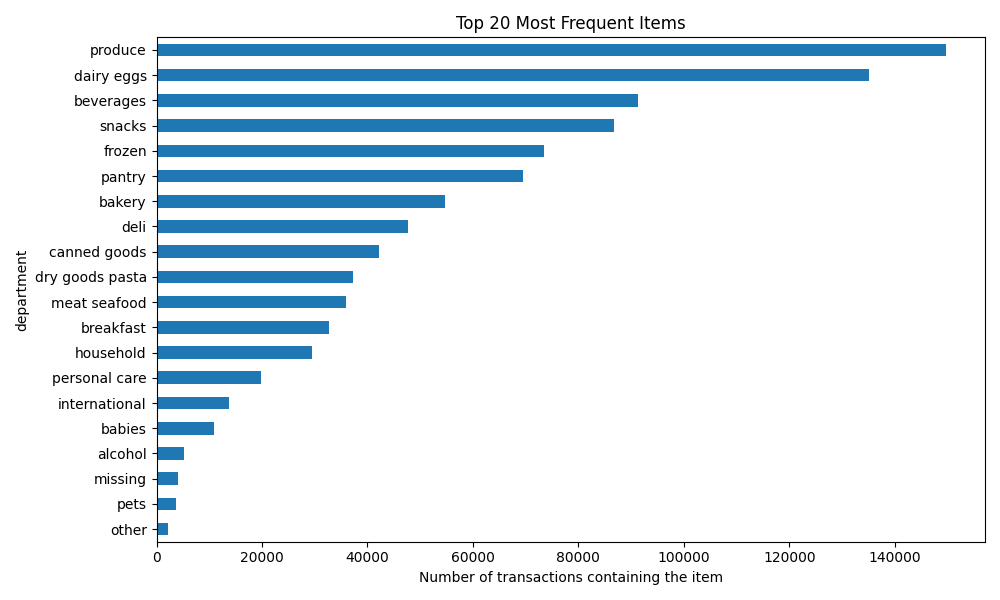 Top 20 Most Frequent Items
department
produce
dairy eggs
beverages
snacks
frozen
pantry
bakery
deli
canned goods
dry goods pasta
meat seafood
breakfast
household
personal care
international
babies
alcohol
missing
pets
other
0 20000 40000 60000 80000 100000 120000 140000
Number of transactions containing the item